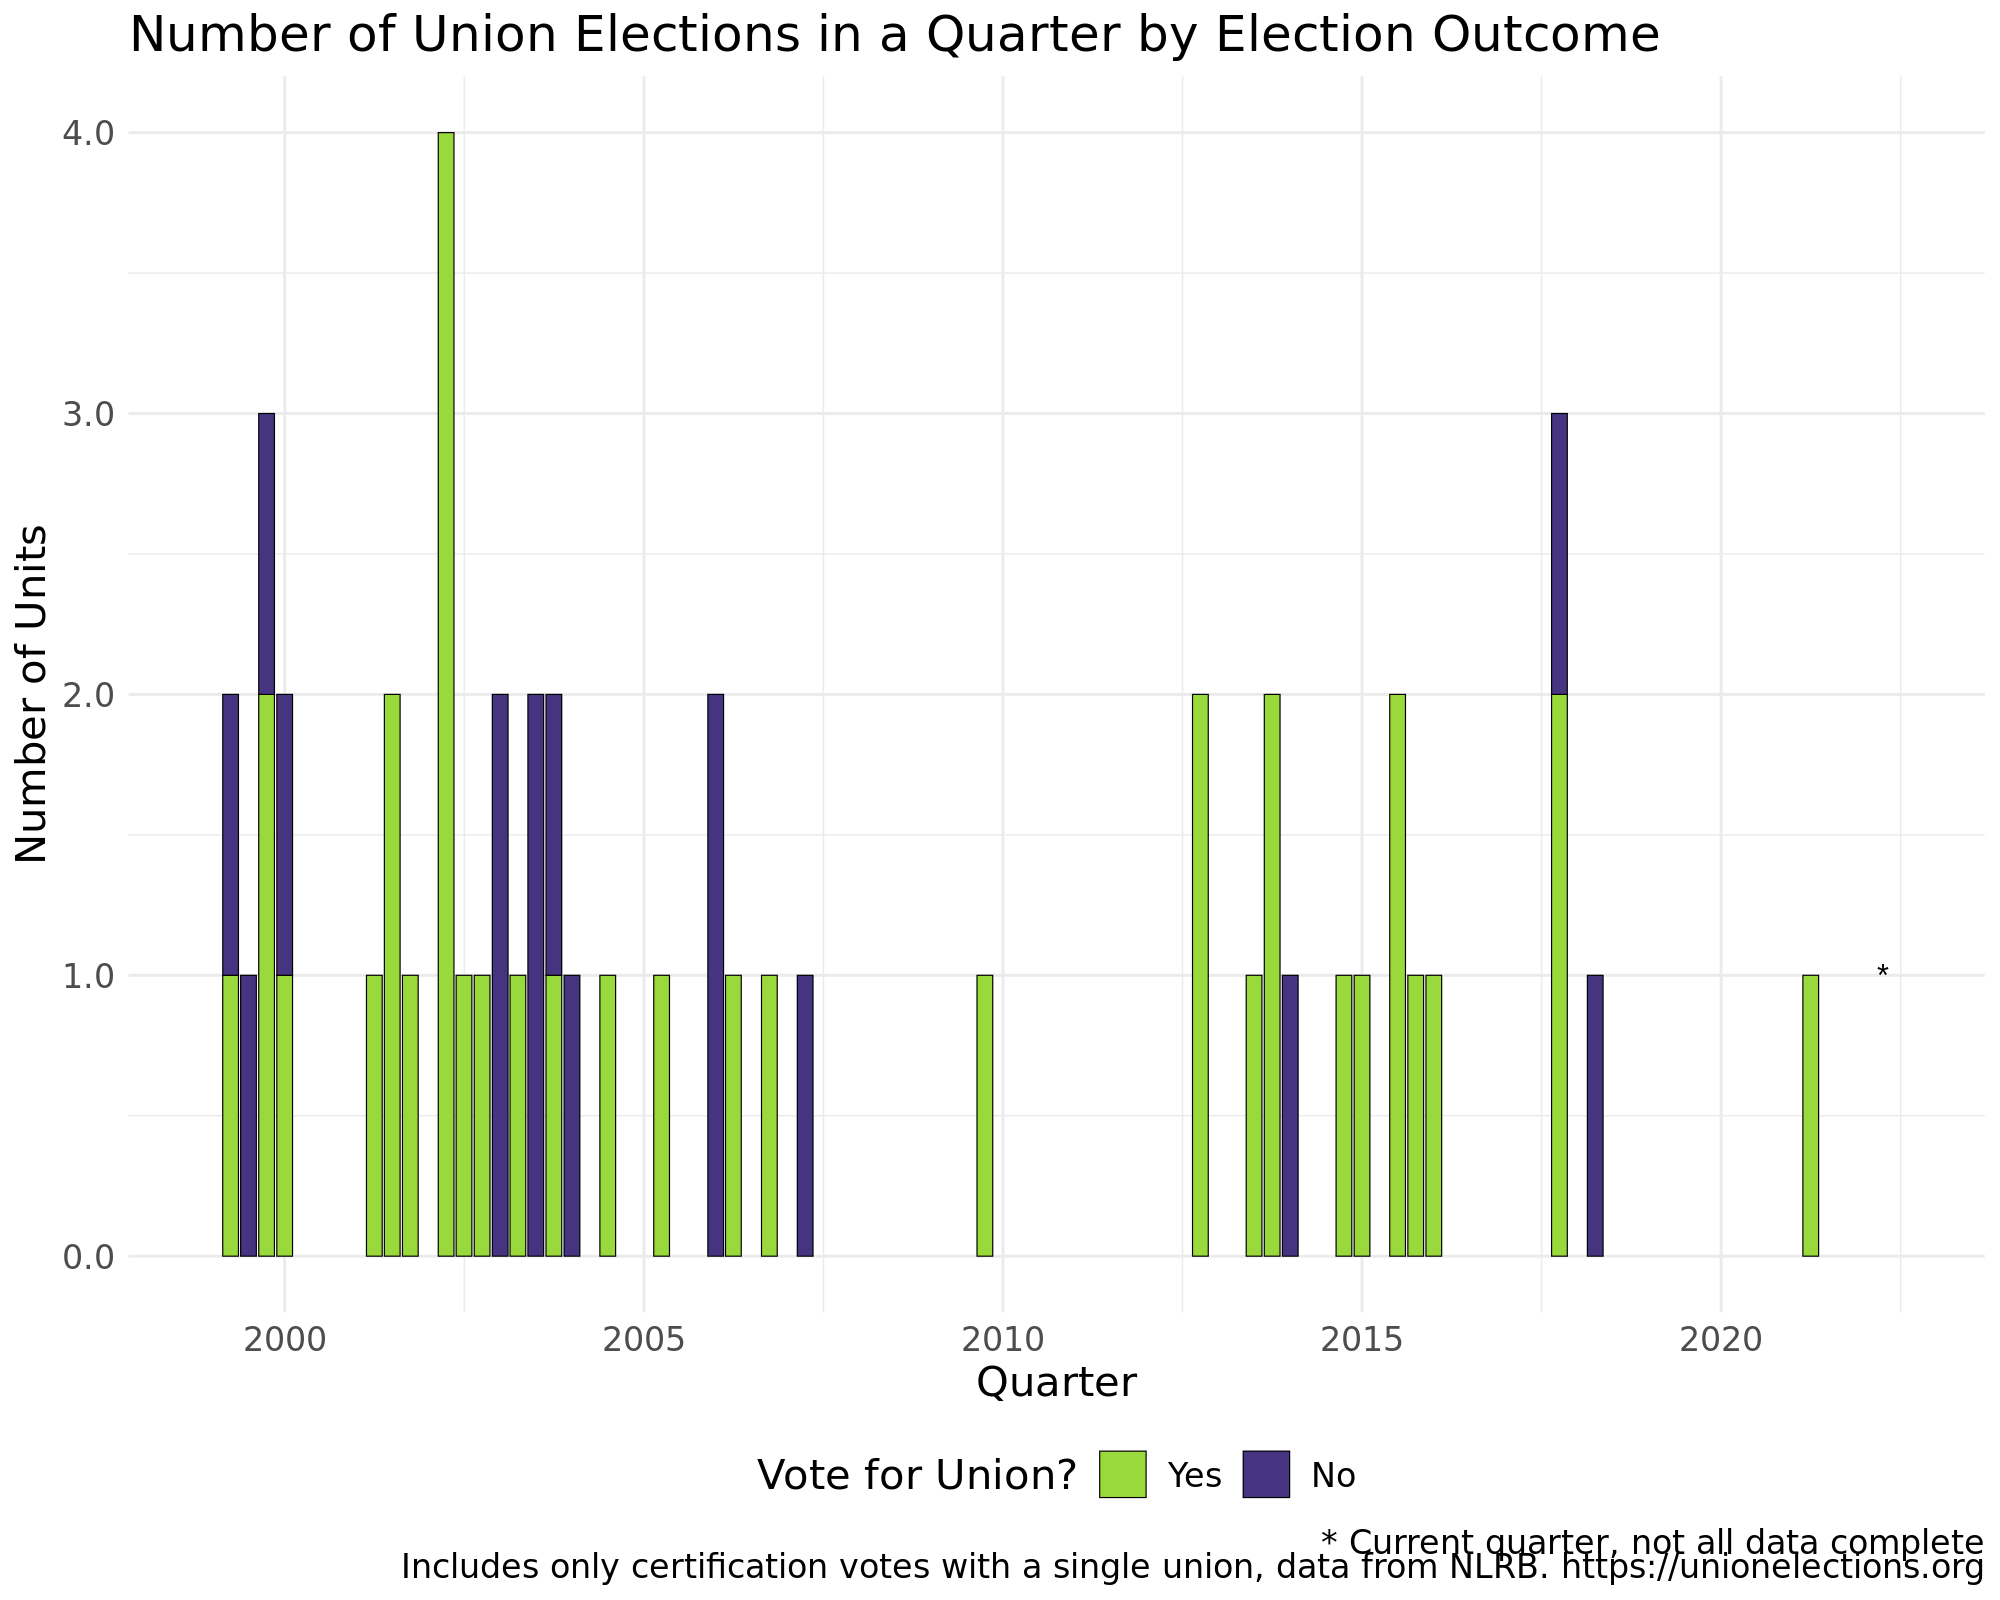 Number of Union Elections in a Quarter by Election Outcome
4.0
3.0
2.0
1.0
0.0
Number of Units
*
2000 2005 2010 2015 2020
Quarter
Vote for Union? Yes No
* Current quarter, not all data complete
Includes only certification votes with a single union, data from NLRB. https://unionelections.org